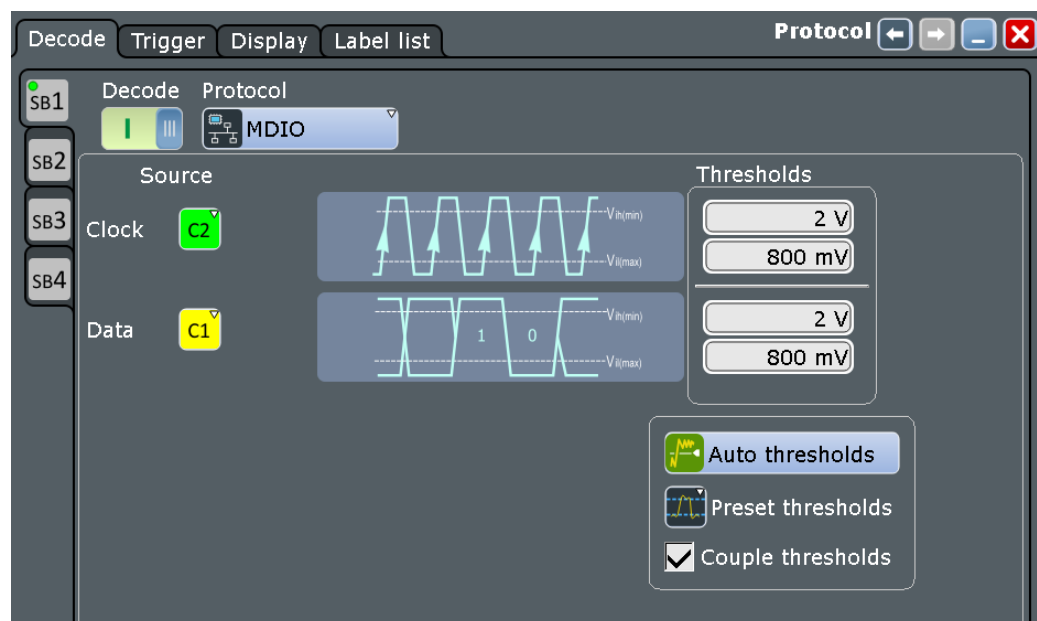 Decode Trigger Display Label list Protocol
SB1 Decode Protocol
MDIO
SB2 Source Thresholds
SB3 Clock C2 Vih(min) 2 V
Vil(max) 800 mV
SB4
Data C1 1 0 Vih(min) 2 V
Vil(max) 800 mV
Auto thresholds
Preset thresholds
Couple thresholds